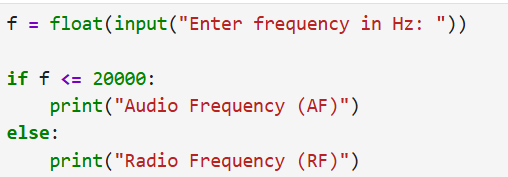 f = float(input("Enter frequency in Hz: "))
if f <= 20000:
    print("Audio Frequency (AF)")
else:
    print("Radio Frequency (RF)")